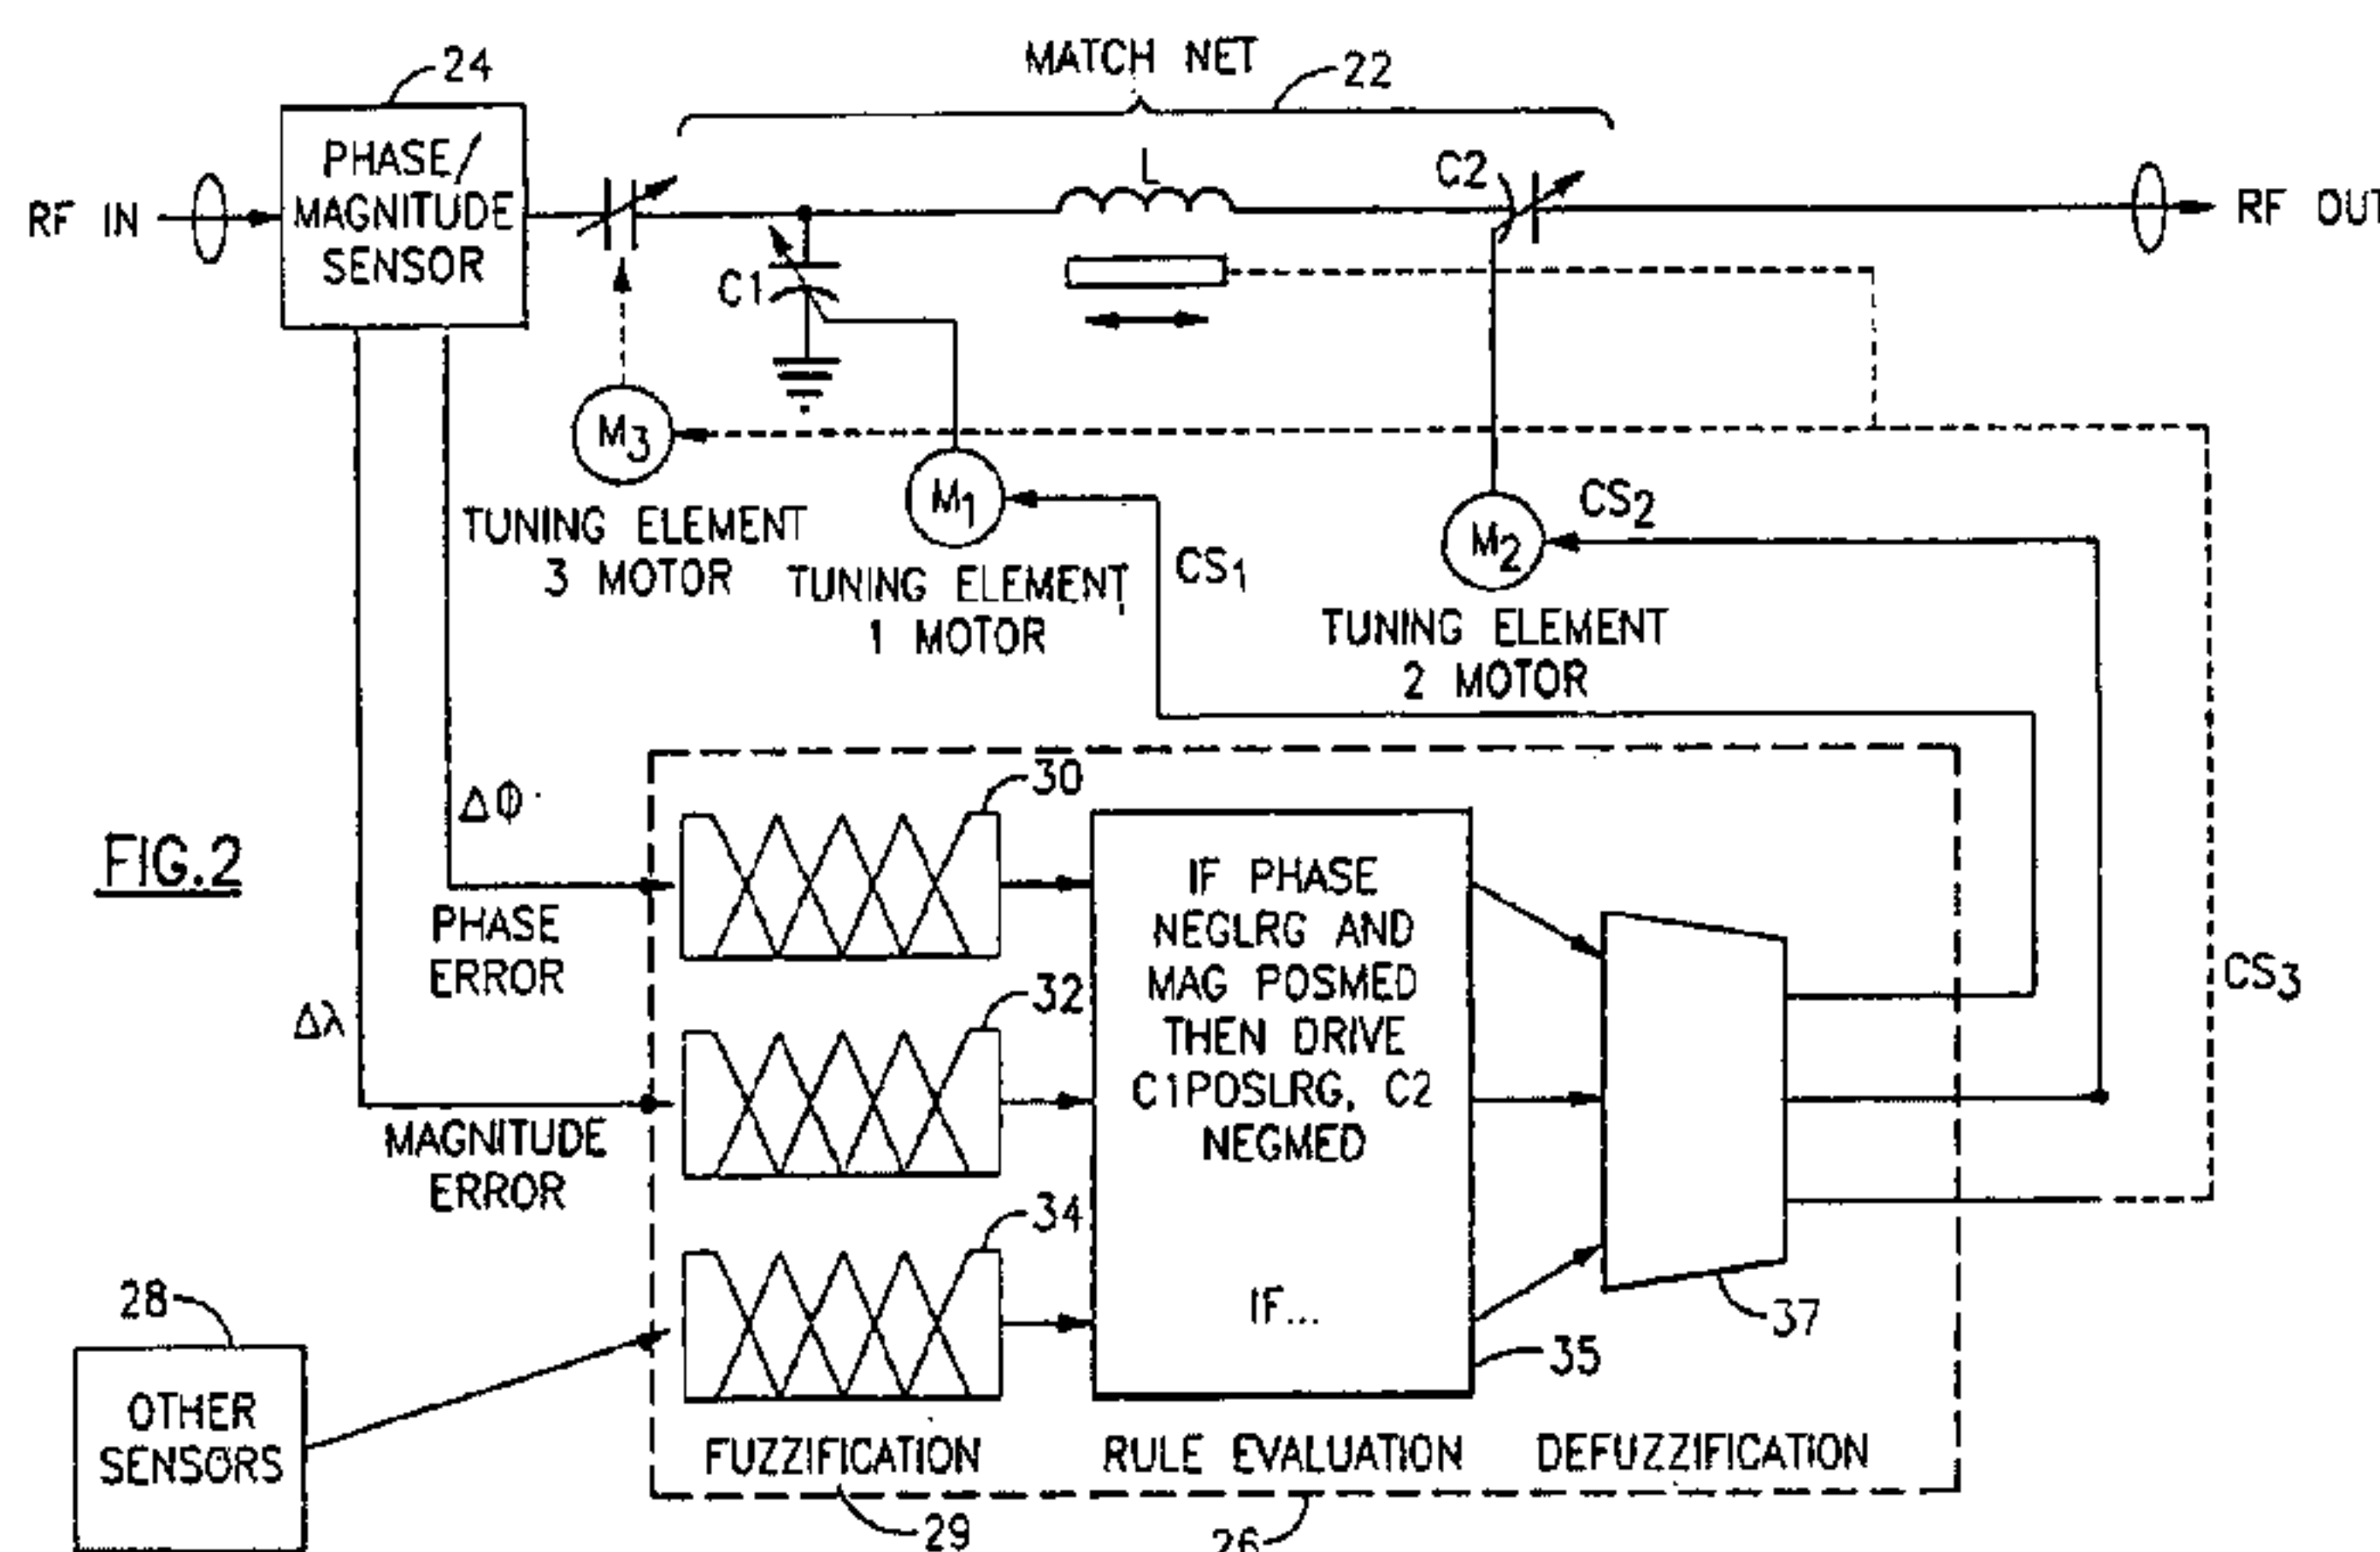 24
MATCH NET
22
PHASE/
MAGNITUDE
SENSOR
RF IN
L
C2
RF OUT
C1
M3
M1
M2
CS2
TUNING ELEMENT
3 MOTOR
TUNING ELEMENT
1 MOTOR
CS1
TUNING ELEMENT
2 MOTOR
ΔΦ
30
FIG.2
PHASE
ERROR
IF PHASE
NEGLRG AND
MAG POSMED
THEN DRIVE
C1POSLRG, C2
NEGMED
IF...
CS3
32
Δλ
MAGNITUDE
ERROR
34
28
37
35
OTHER
SENSORS
FUZZIFICATION
RULE EVALUATION
DEFUZZIFICATION
29
26